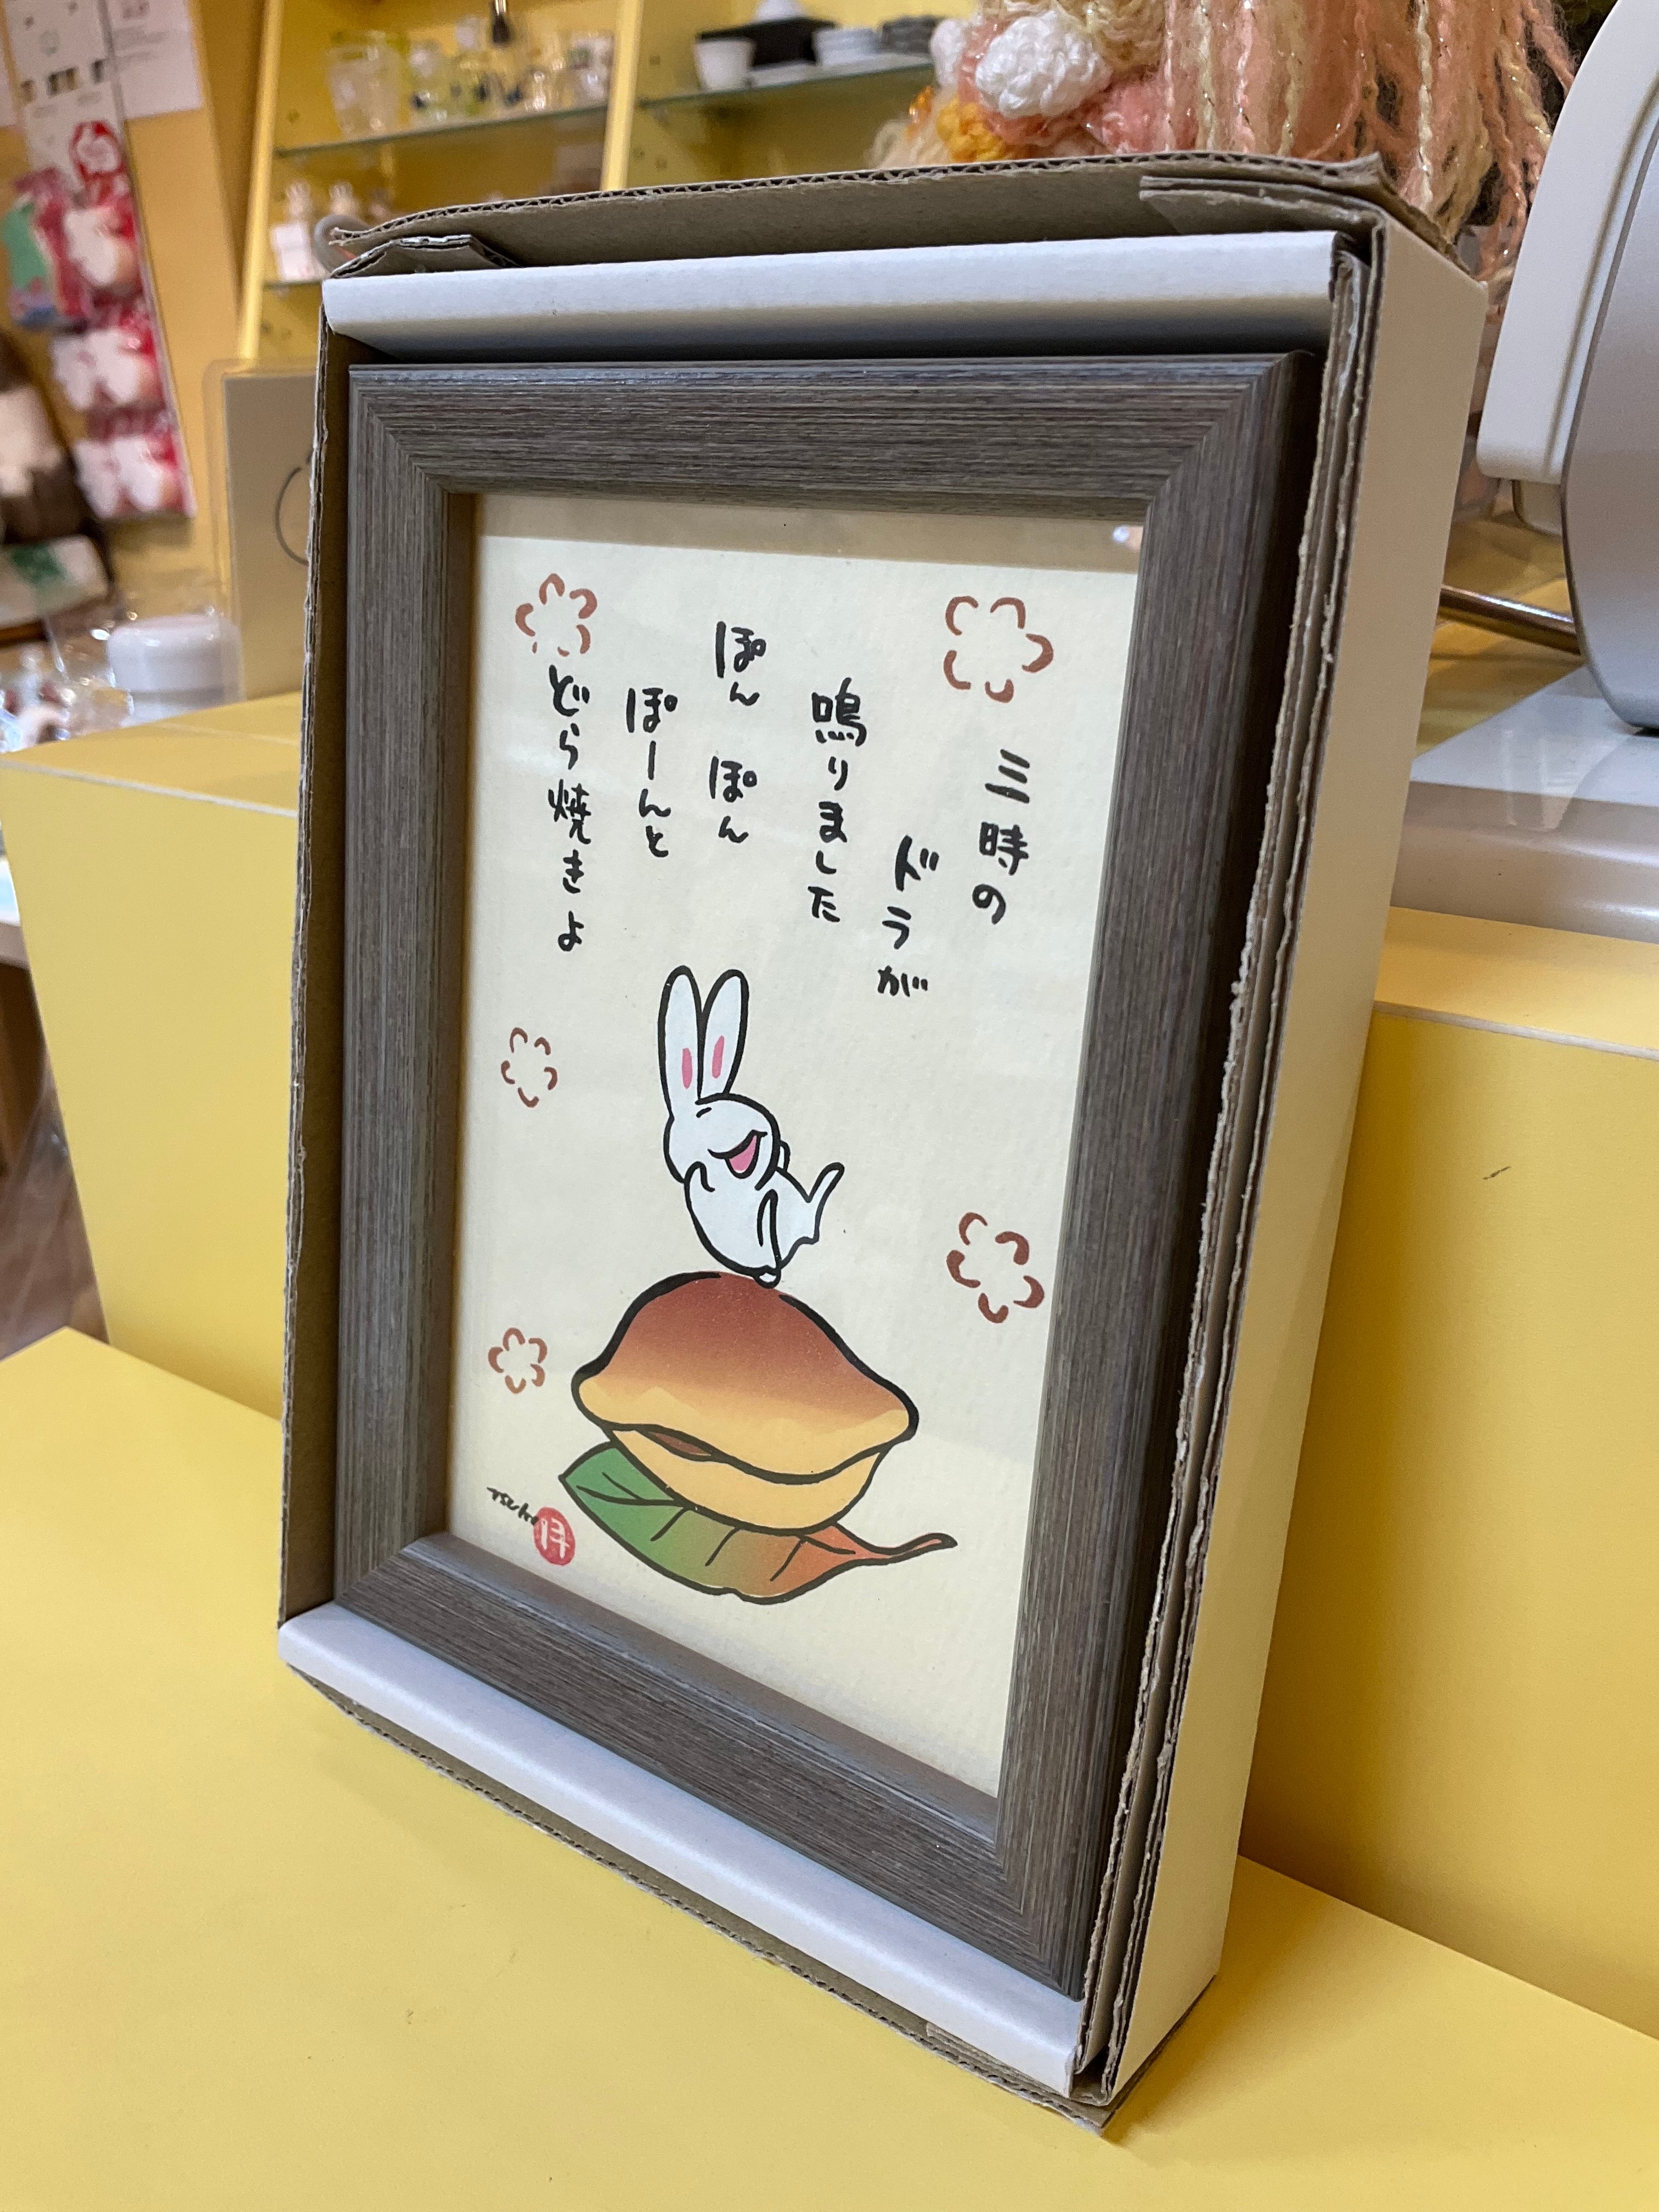 三時の
ドラが
鳴りました
ぽん ぽん
ぽーんと
どら焼きよ